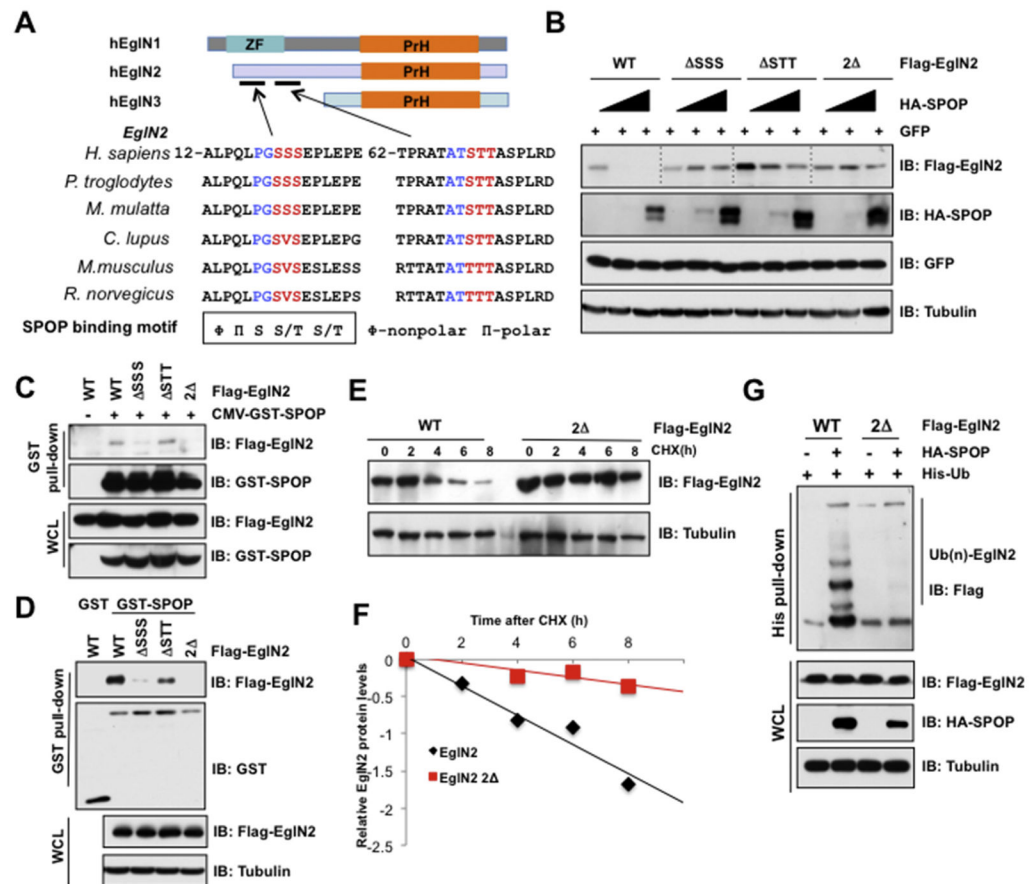 A
hEglN1 ZF PrH
hEglN2 PrH
hEglN3 PrH
EglN2
H. sapiens 12-ALPQLPGSSSEPLEPE 62-TPRATATSTTASPLRD
P. troglodytes ALPQLPGSSSEPLEPE TPRATATSTTASPLRD
M. mulatta ALPQLPGSSSEPLEPE TPRATATSTTASPLRD
C. lupus ALPQLPGSVSEPLEPG TPRATATSTTASPLRD
M.musculus ALPQLPGSVSESLESS RTTATATTTTASPLRD
R. norvegicus ALPQLPGSVSESLEPS RTTATATTTTASPLRD
SPOP binding motif Φ Π S S/T S/T Φ-nonpolar Π-polar
B
WT ΔSSS ΔSTT 2Δ Flag-EglN2
HA-SPOP
+ + + + + + + + + + + + GFP
IB: Flag-EglN2
IB: HA-SPOP
IB: GFP
IB: Tubulin
C
WT WT ΔSSS ΔSTT 2Δ Flag-EglN2
- + + + + CMV-GST-SPOP
GST pull-down
IB: Flag-EglN2
IB: GST-SPOP
WCL
IB: Flag-EglN2
IB: GST-SPOP
D
GST GST-SPOP
WT WT ΔSSS ΔSTT 2Δ Flag-EglN2
GST pull-down
IB: Flag-EglN2
IB: GST
WCL
IB: Flag-EglN2
IB: Tubulin
E
WT 2Δ Flag-EglN2
0 2 4 6 8 0 2 4 6 8 CHX(h)
IB: Flag-EglN2
IB: Tubulin
F
Time after CHX (h)
0 2 4 6 8
Relative EglN2 protein levels
0
-0.5
-1
-1.5
-2
-2.5
EglN2
EglN2 2Δ
G
WT 2Δ Flag-EglN2
- + - + HA-SPOP
+ + + + His-Ub
His pull-down
Ub(n)-EglN2
IB: Flag
WCL
IB: Flag-EglN2
IB: HA-SPOP
IB: Tubulin